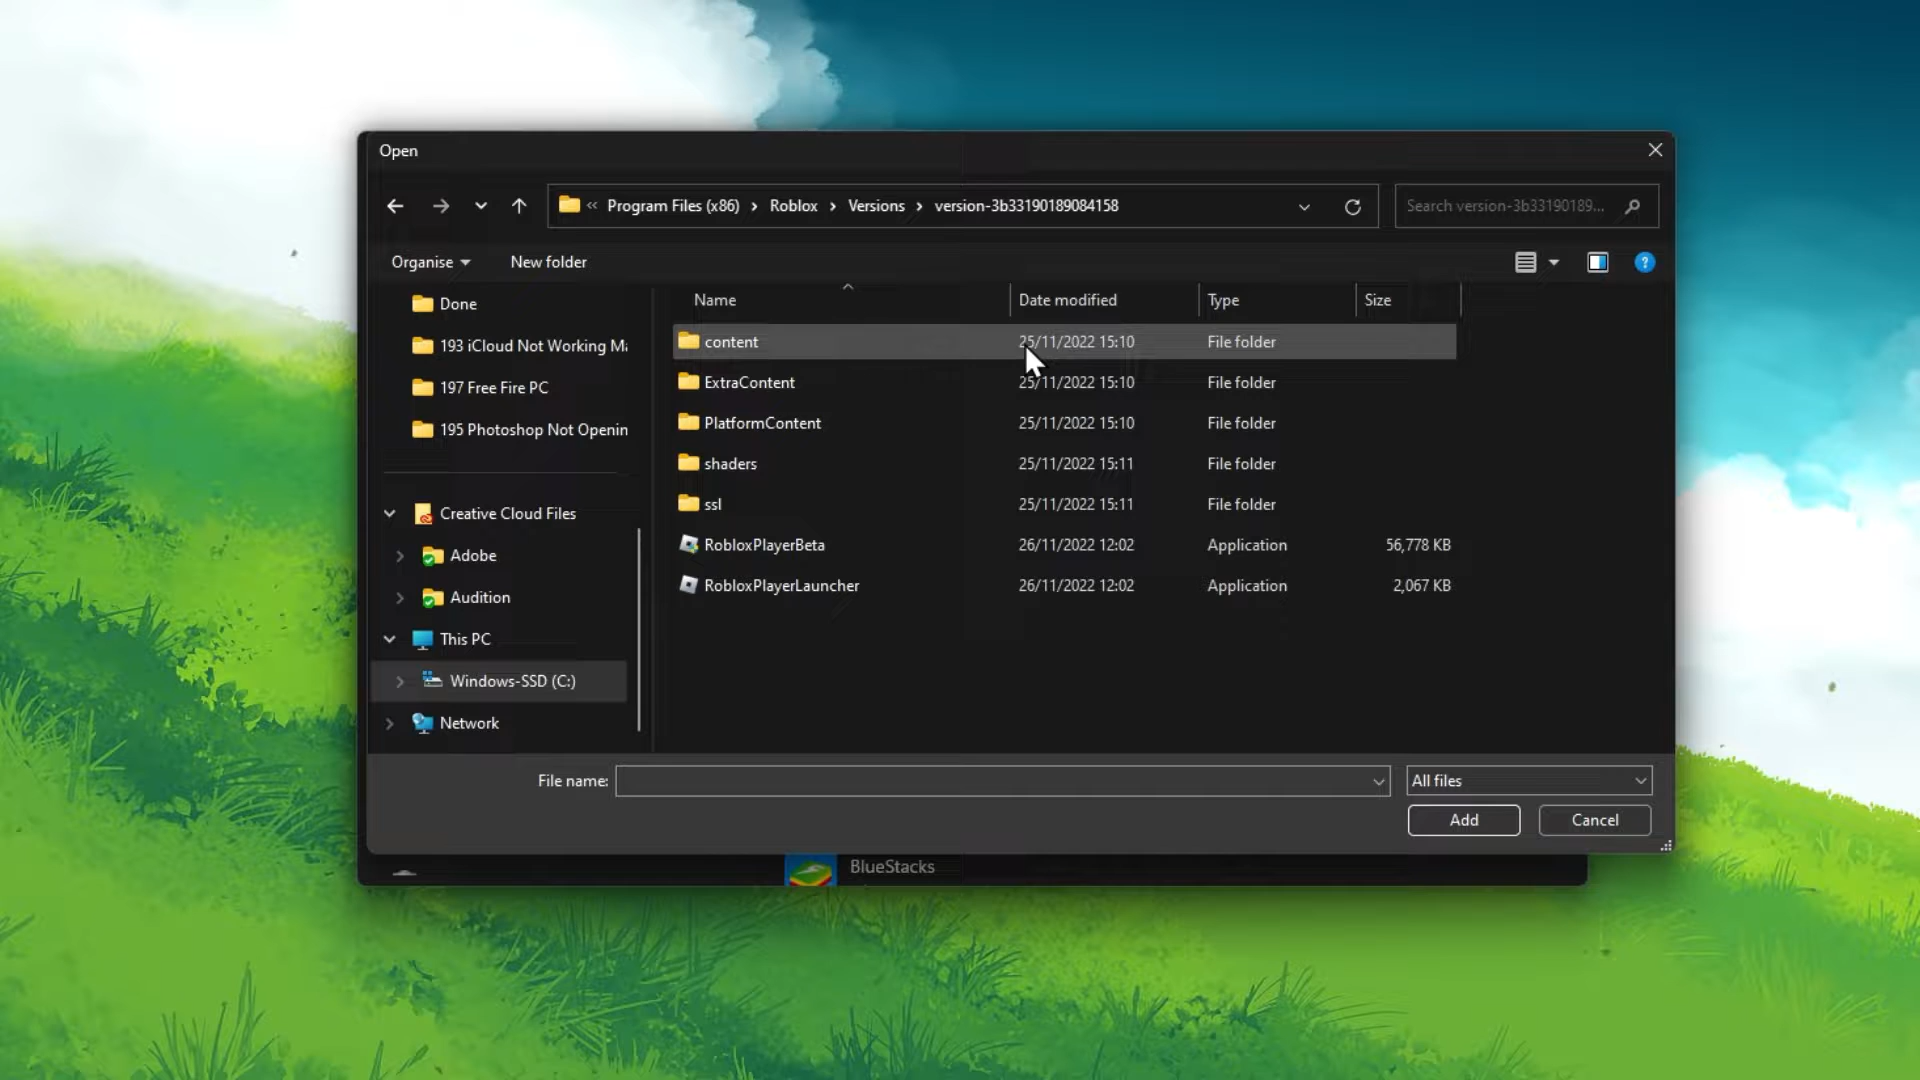 Open
Program Files (x86) > Roblox > Versions > version-3b33190189084158
Search version-3b33190189...
Organise
New folder
Name
Date modified
Type
Size
Done
193 iCloud Not Working Ma
197 Free Fire PC
195 Photoshop Not Openin
Creative Cloud Files
Adobe
Audition
This PC
Windows-SSD (C:)
Network
content 25/11/2022 15:10 File folder
ExtraContent 25/11/2022 15:10 File folder
PlatformContent 25/11/2022 15:10 File folder
shaders 25/11/2022 15:11 File folder
ssl 25/11/2022 15:11 File folder
RobloxPlayerBeta 26/11/2022 12:02 Application 56,778 KB
RobloxPlayerLauncher 26/11/2022 12:02 Application 2,067 KB
File name:
All files
Add
Cancel
BlueStacks